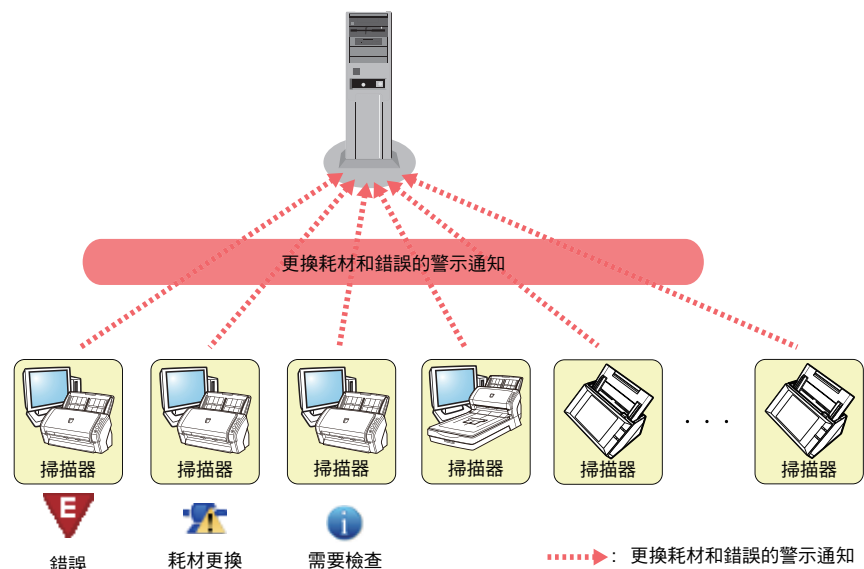 更換耗材和錯誤的警示通知
掃描器 掃描器 掃描器 掃描器 掃描器 · · · 掃描器
E
i
錯誤 耗材更換 需要檢查
: 更換耗材和錯誤的警示通知